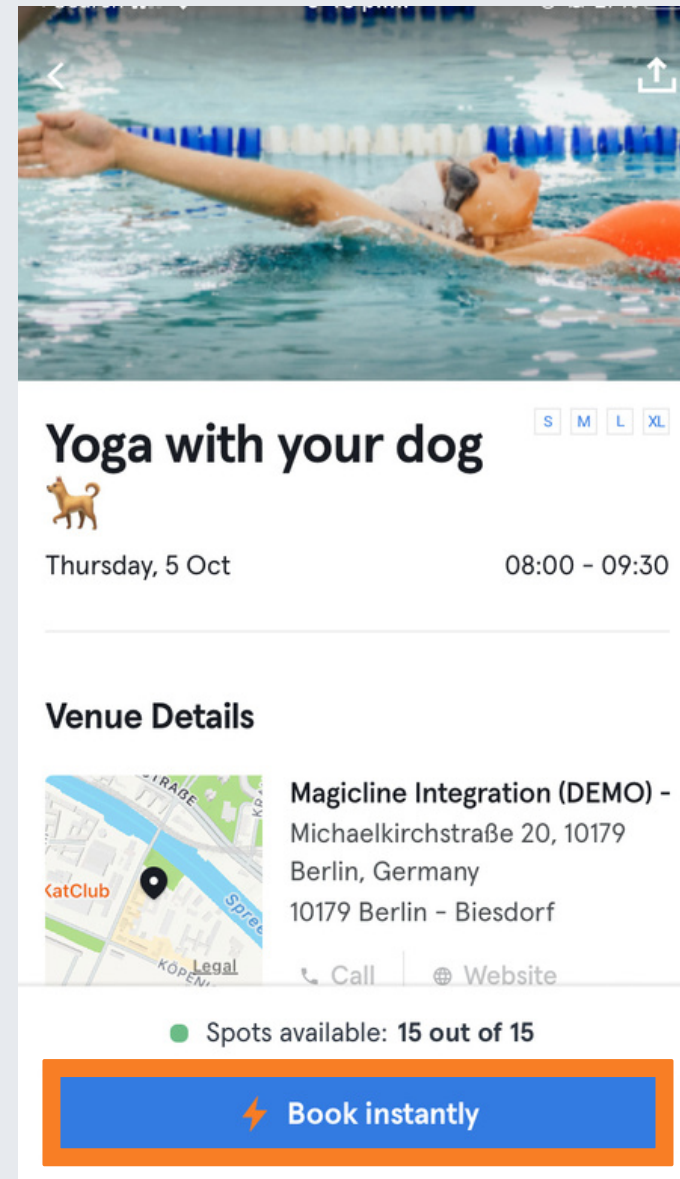 Yoga with your dog
S M L XL
🐕
Thursday, 5 Oct
08:00 - 09:30
Venue Details
KatClub
Spree
Legal
Magicline Integration (DEMO) -
Michaelkirchstraße 20, 10179
Berlin, Germany
10179 Berlin - Biesdorf
Call
Website
Spots available: 15 out of 15
Book instantly